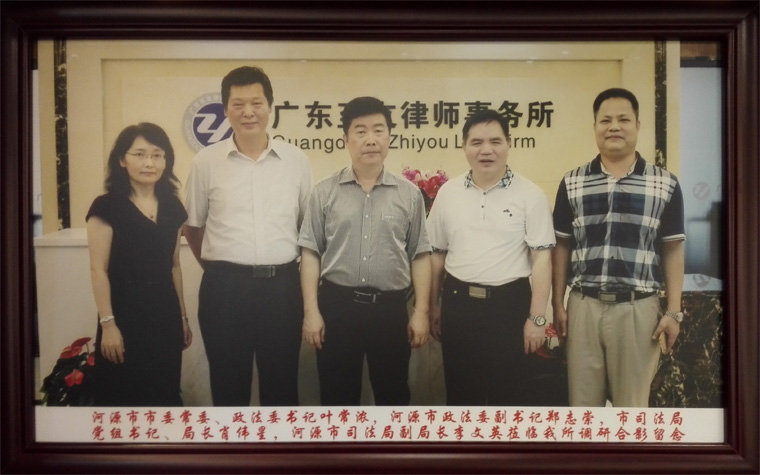 广东 律师事务所
Guangdo Zhiyou L rm
河源市市委常委、政法委书记叶常浓，河源市政法委副书记郑志崇，市司法局
党组书记、局长肖伟星，河源市司法局副局长李文英莅临我所调研合影留念